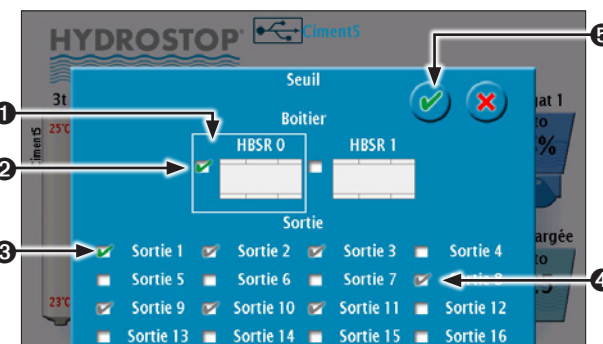 HYDROSTOP
Ciment5
Seuil
3t
gat 1
Boitier
25°C
Ciment5
%
HBSR 0 HBSR 1
Sortie
argée
Sortie 1 Sortie 2 Sortie 3 Sortie 4
Sortie 5 Sortie 6 Sortie 7
23°C
Sortie 9 Sortie 10 Sortie 11 Sortie 12
Sortie 13 Sortie 14 Sortie 15 Sortie 16
1
2
3
4
5